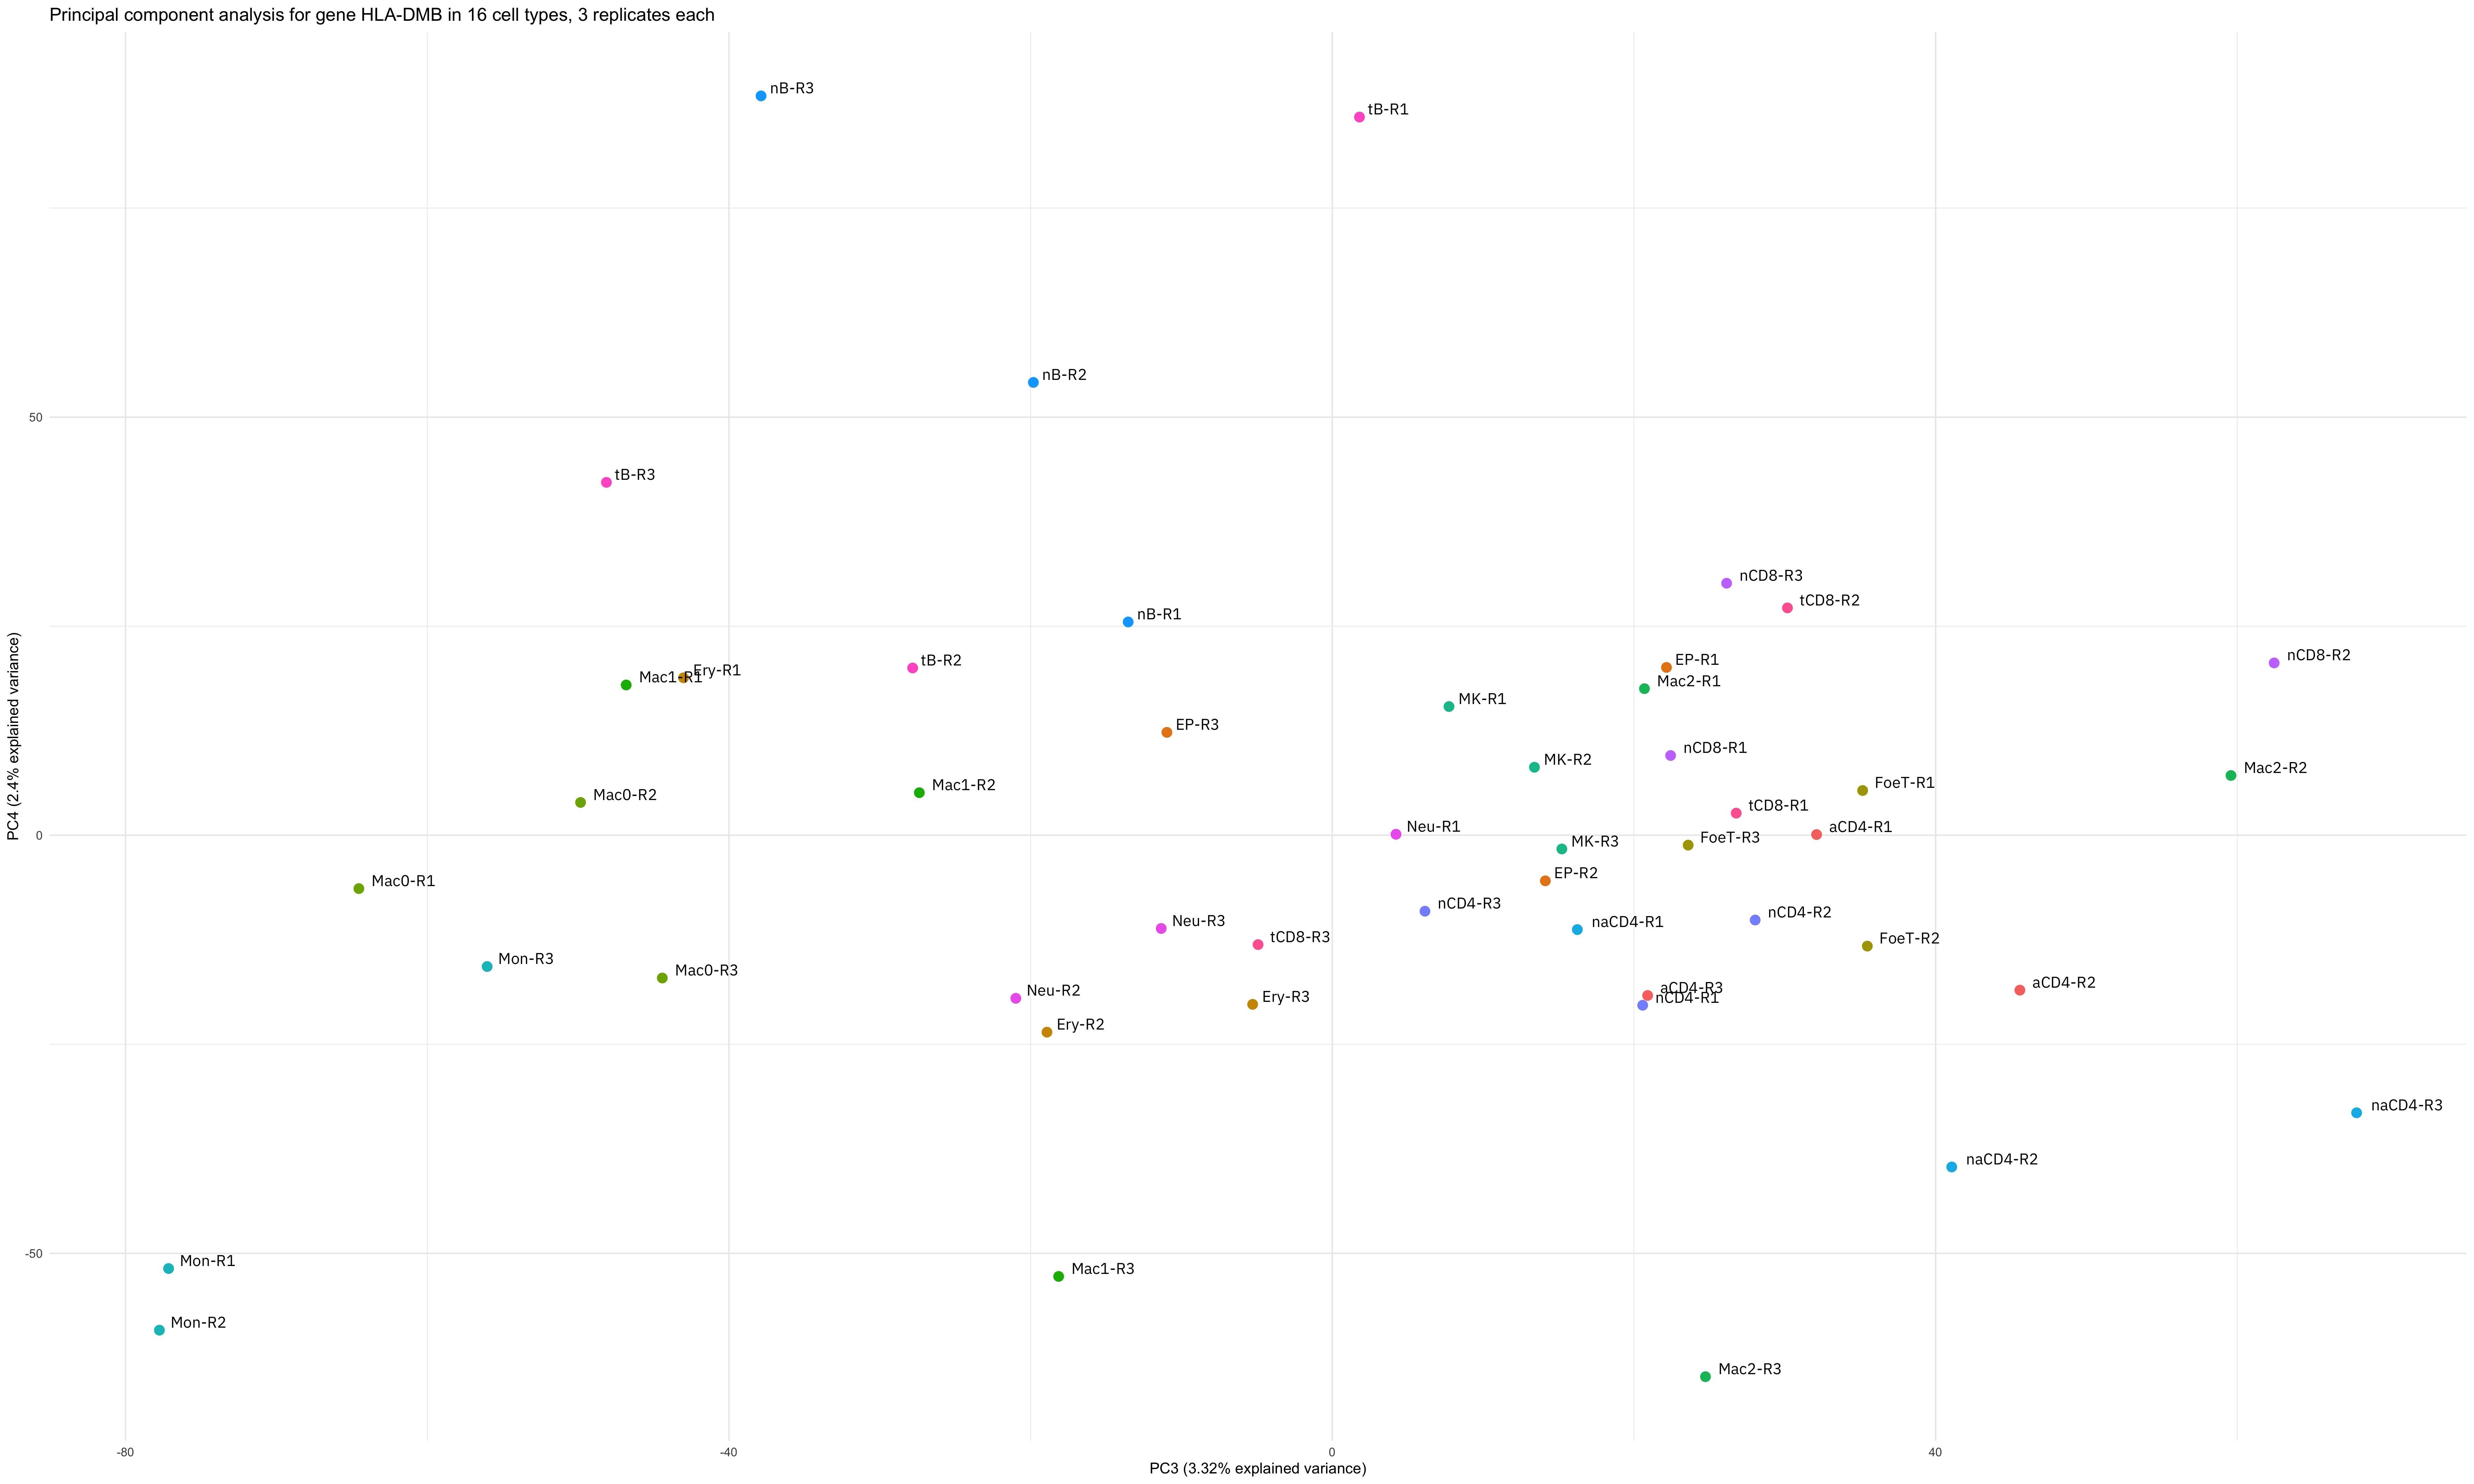 Principal component analysis for gene HLA-DMB in 16 cell types, 3 replicates each
nB-R3
tB-R1
nB-R2
50
tB-R3
nCD8-R3
tCD8-R2
nB-R1
nCD8-R2
tB-R2
EP-R1
Ery-R1
Mac1-R1
Mac2-R1
MK-R1
EP-R3
nCD8-R1
MK-R2
Mac2-R2
FoeT-R1
Mac1-R2
Mac0-R2
tCD8-R1
Neu-R1
aCD4-R1
0
FoeT-R3
MK-R3
EP-R2
Mac0-R1
nCD4-R3
nCD4-R2
Neu-R3
naCD4-R1
tCD8-R3
FoeT-R2
Mon-R3
Mac0-R3
aCD4-R2
aCD4-R3
Neu-R2
Ery-R3
nCD4-R1
Ery-R2
naCD4-R3
naCD4-R2
-50
Mon-R1
Mac1-R3
Mon-R2
Mac2-R3
PC4 (2.4% explained variance)
-80
-40
0
40
PC3 (3.32% explained variance)